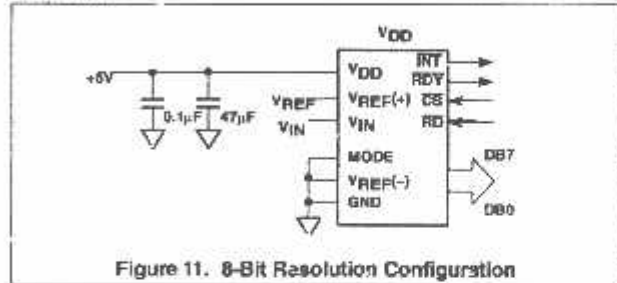 VDD
+5V
0.1µF
47µF
VREF
VIN
VDD
VREF(+)
VIN
MODE
VREF(−)
GND
INT
RDY
CS
RD
DB7
DB0
Figure 11. 8-Bit Resolution Configuration